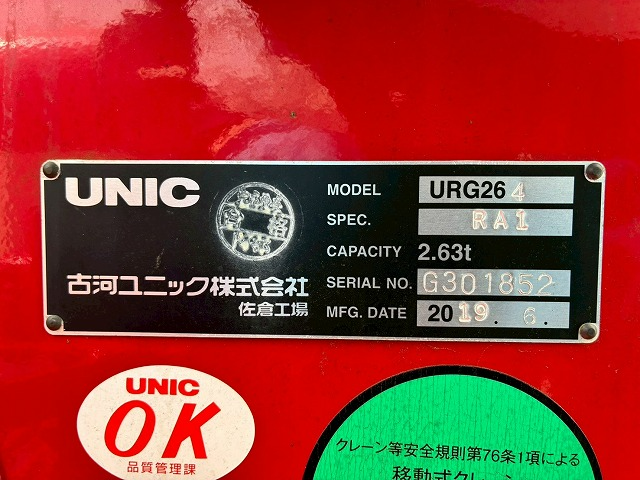 UNIC
MODEL URG26 4
SPEC. RA1
CAPACITY 2.63t
古河ユニック株式会社
佐倉工場
SERIAL NO. G301852
MFG. DATE 2019. 6.
UNIC
OK
品質管理課
クレーン等安全規則第76条1項による
移動式クレーン